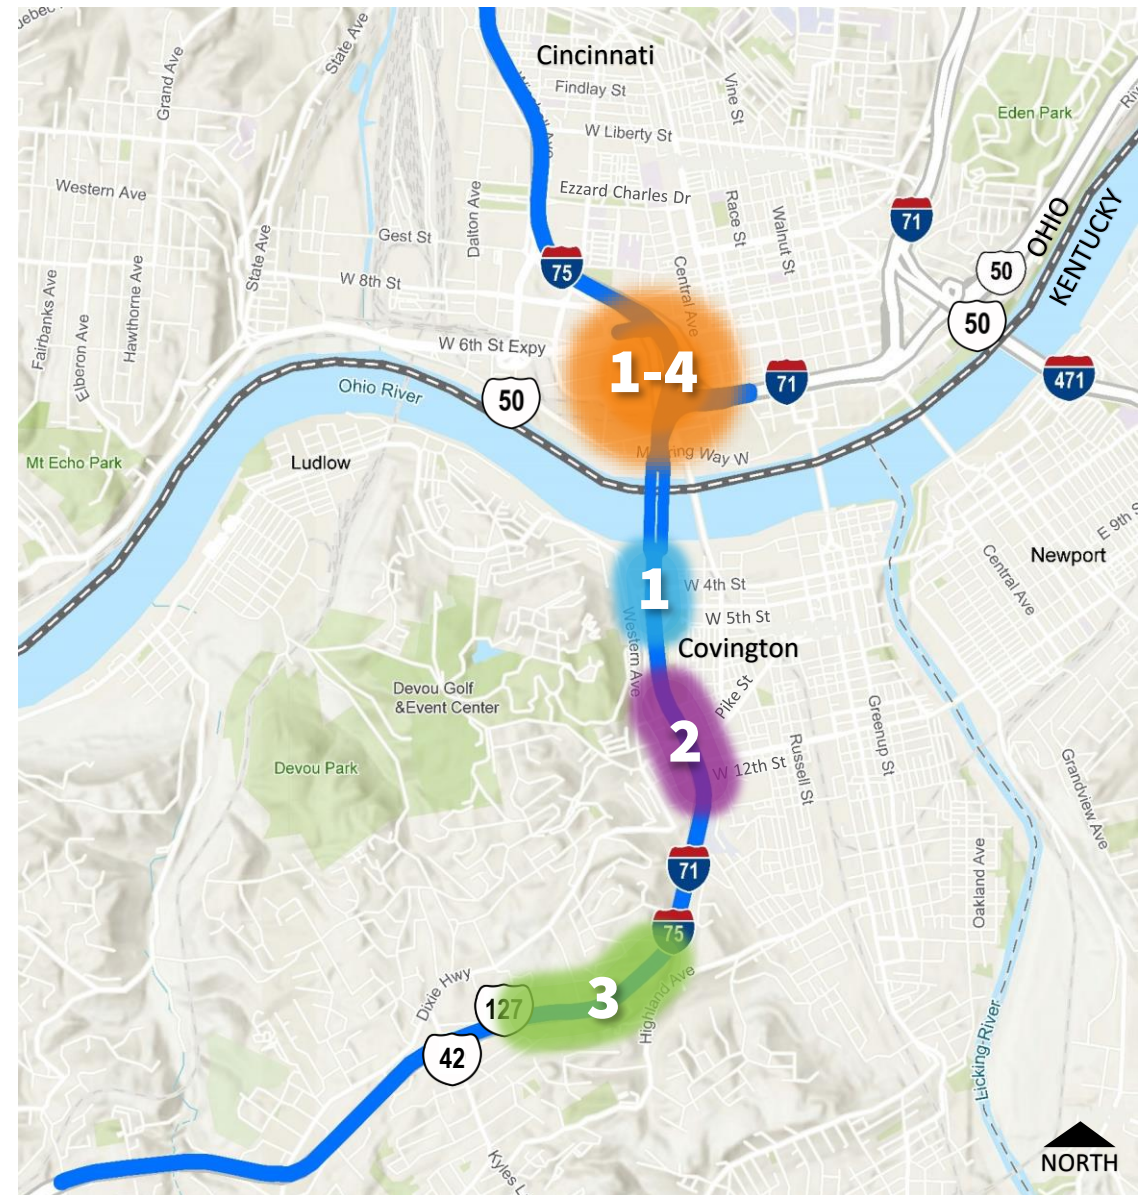 State Ave
Grand Ave
Cincinnati
Findlay St
Vine St
W Liberty St
Eden Park
Western Ave
Ezzard Charles Dr
Dalton Ave
Race St
Walnut St
71
OHIO
KENTUCKY
Gest St
State Ave
W 8th St
75
Central Ave
50
50
Fairbanks Ave
Elberon Ave
Hawthorne Ave
W 6th St Expy
1-4
71
471
Ohio River
50
Mt Echo Park
Ludlow
Way W
E 9th S
Newport
Central Ave
1
W 4th St
W 5th St
Western Ave
Covington
Devou Golf
&Event Center
Pike St
Greenup St
2
W 12th St
Russell St
Devou Park
Grandview Ave
71
Oakland Ave
75
Dixie Hwy
127
3
Highland Ave
42
Licking-River
Kyles L
NORTH